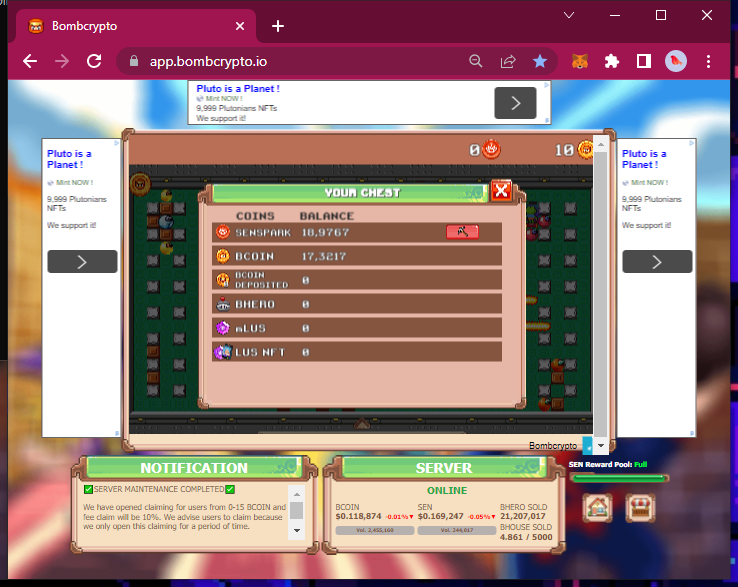 Bombcrypto
app.bombcrypto.io
Pluto is a Planet !
Mint NOW !
9,999 Plutonians NFTs
We support it!
Pluto is a
Planet !
Mint NOW !
9,999 Plutonians
NFTs
We support it!
0
10
YOUR CHEST
COINS BALANCE
SENSPARK 18,9767
BCOIN 17,3217
BCOIN
DEPOSITED 0
BHERO 0
mLUS 0
LUS NFT 0
Pluto is a
Planet !
Mint NOW !
9,999 Plutonians
NFTs
We support it!
Bombcrypto
NOTIFICATION
✅SERVER MAINTENANCE COMPLETED✅
We have opened claiming for users from 0-15 BCOIN and
fee claim will be 10%. We advise users to claim because
we only open this claiming for a period of time.
SERVER
ONLINE
BCOIN
$0.118,874 -0.01%▼
Vol. 2,455,168
SEN
$0.169,247 -0.05%▼
Vol. 244,017
BHERO SOLD
21,207,017
BHOUSE SOLD
4.861 / 5000
SEN Reward Pool: Full